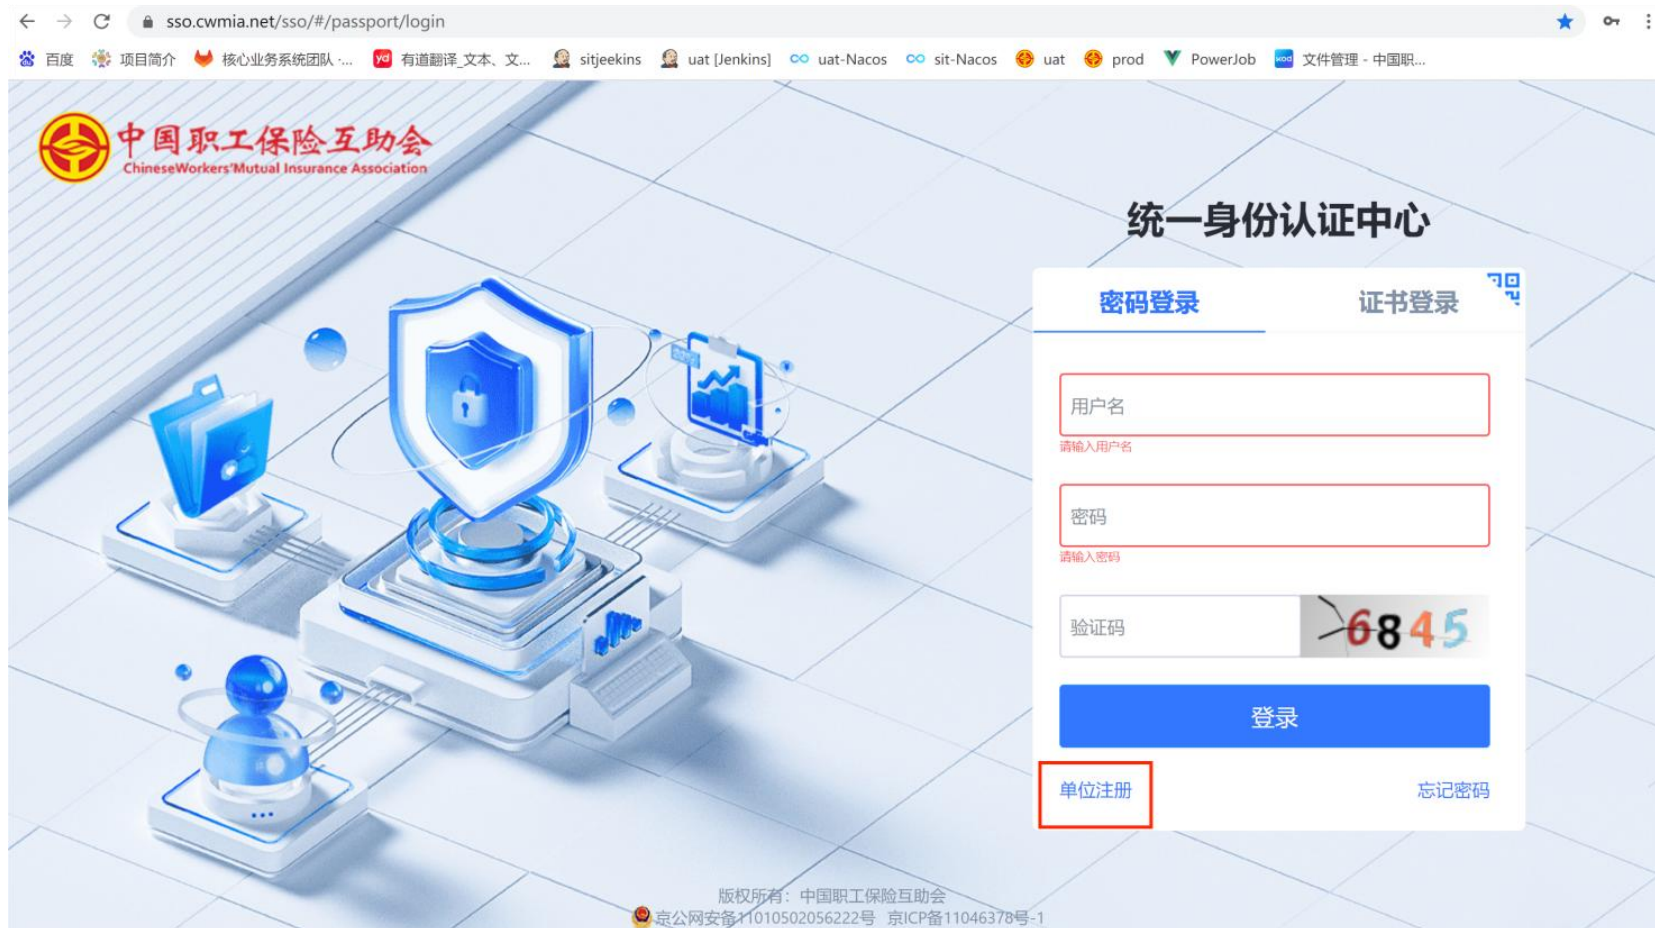 sso.cwmia.net/sso/#/passport/login
百度 项目简介 核心业务系统团队 ·... 有道翻译_文本、文... sitjeekins uat [Jenkins] uat-Nacos sit-Nacos uat prod PowerJob 文件管理 - 中国职...
中国职工保险互助会
ChineseWorkers'Mutual Insurance Association
统一身份认证中心
密码登录 证书登录
用户名
请输入用户名
密码
请输入密码
验证码 6845
登录
单位注册 忘记密码
版权所有：中国职工保险互助会
京公网安备11010502056222号 京ICP备11046378号-1